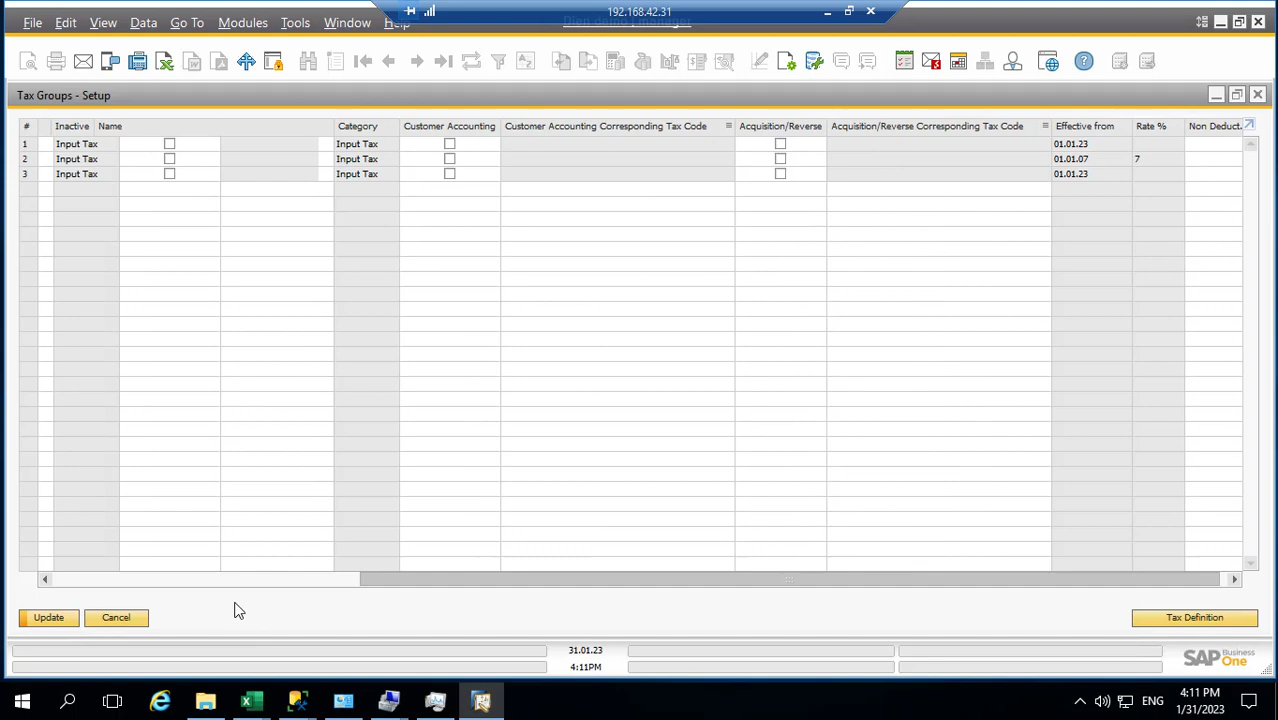 192.168.42.31
File Edit View Data Go To Modules Tools Window Help
Dien demo | manager
Tax Groups - Setup
# Inactive Name Category Customer Accounting Customer Accounting Corresponding Tax Code Acquisition/Reverse Acquisition/Reverse Corresponding Tax Code Effective from Rate % Non Deduct.
1 Input Tax Input Tax 01.01.23
2 Input Tax Input Tax 01.01.07 7
3 Input Tax Input Tax 01.01.23
Update Cancel Tax Definition
31.01.23
4:11PM
SAP Business One
ENG
4:11 PM
1/31/2023